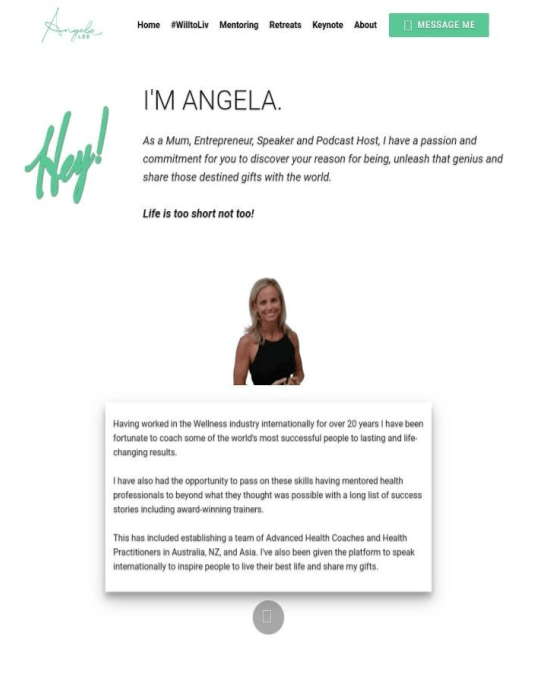 Angela
LEE
Home #WilltoLiv Mentoring Retreats Keynote About MESSAGE ME
Hey!
I'M ANGELA.
As a Mum, Entrepreneur, Speaker and Podcast Host, I have a passion and
commitment for you to discover your reason for being, unleash that genius and
share those destined gifts with the world.
Life is too short not too!
Having worked in the Wellness industry internationally for over 20 years I have been
fortunate to coach some of the world's most successful people to lasting and life-
changing results.
I have also had the opportunity to pass on these skills having mentored health
professionals to beyond what they thought was possible with a long list of success
stories including award-winning trainers.
This has included establishing a team of Advanced Health Coaches and Health
Practitioners in Australia, NZ, and Asia. I've also been given the platform to speak
internationally to inspire people to live their best life and share my gifts.